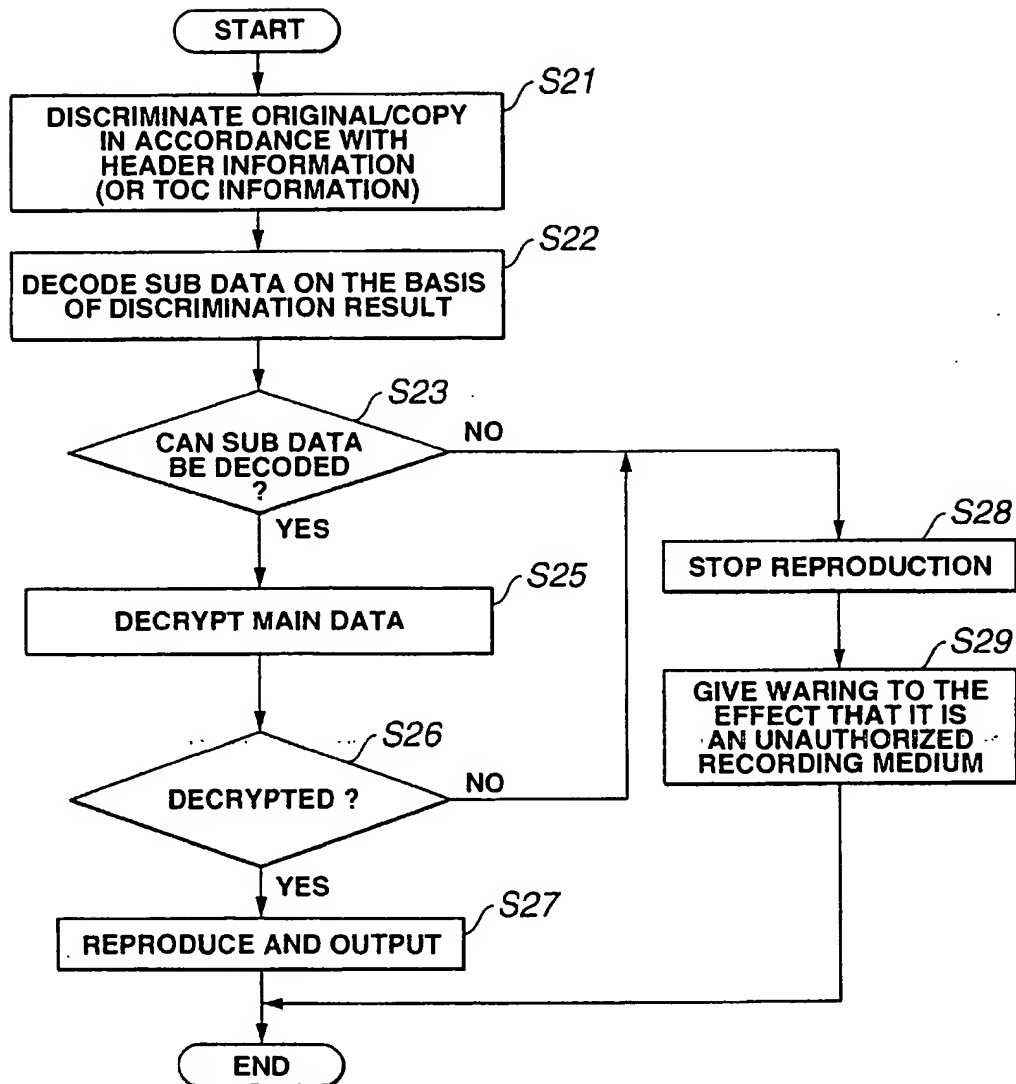 START
S21
DISCRIMINATE ORIGINAL/COPY
IN ACCORDANCE WITH
HEADER INFORMATION
(OR TOC INFORMATION)
S22
DECODE SUB DATA ON THE BASIS
OF DISCRIMINATION RESULT
S23
CAN SUB DATA
BE DECODED
?
NO
YES
S28
STOP REPRODUCTION
S25
DECRYPT MAIN DATA
S29
GIVE WARING TO THE
EFFECT THAT IT IS
AN UNAUTHORIZED
RECORDING MEDIUM
S26
DECRYPTED ?
NO
YES
S27
REPRODUCE AND OUTPUT
END